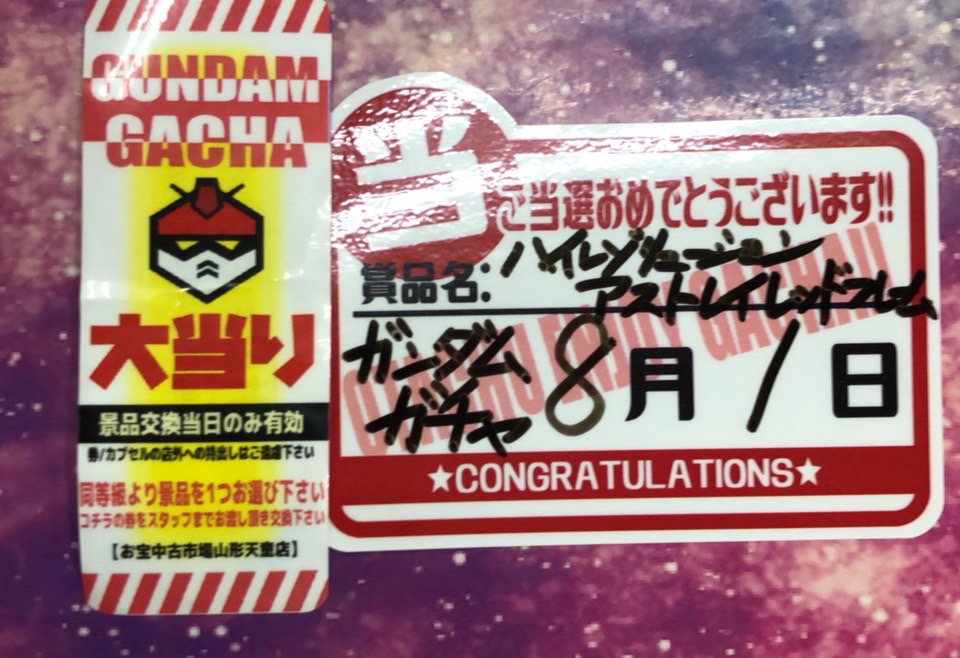 GUNDAM
GACHA
大当り
景品交換当日のみ有効
券/カプセルの店外への持出しはご遠慮下さい
同等級より景品を1つお選び下さい
コチラの券をスタッフまでお渡し頂き交換下さい
【お宝中古市場山形天童店】
当
ご当選おめでとうございます!!
賞品名:ハイレゾリューション
アストレイレッドフレーム
ガンダム
ガチャ
8月1日
★CONGRATULATIONS★